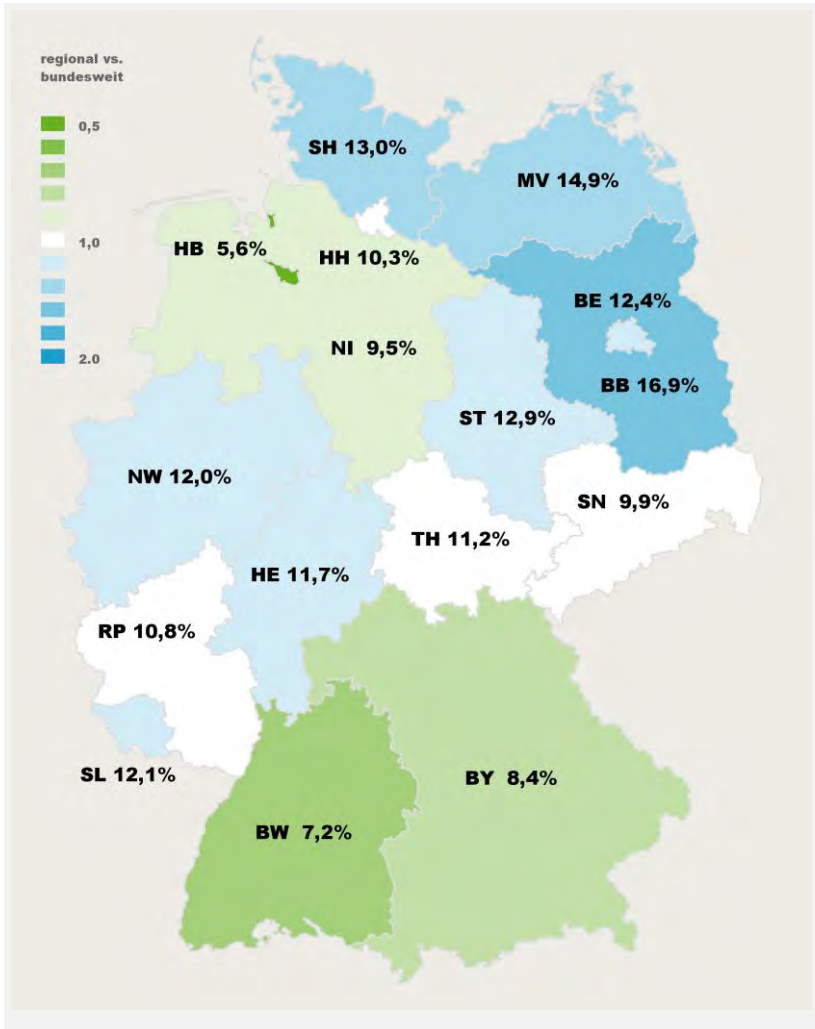 regional vs.
bundesweit
0,5
1,0
2.0
SH 13,0%
MV 14,9%
HB 5,6%
HH 10,3%
BE 12,4%
NI 9,5%
BB 16,9%
ST 12,9%
NW 12,0%
SN 9,9%
TH 11,2%
HE 11,7%
RP 10,8%
SL 12,1%
BY 8,4%
BW 7,2%